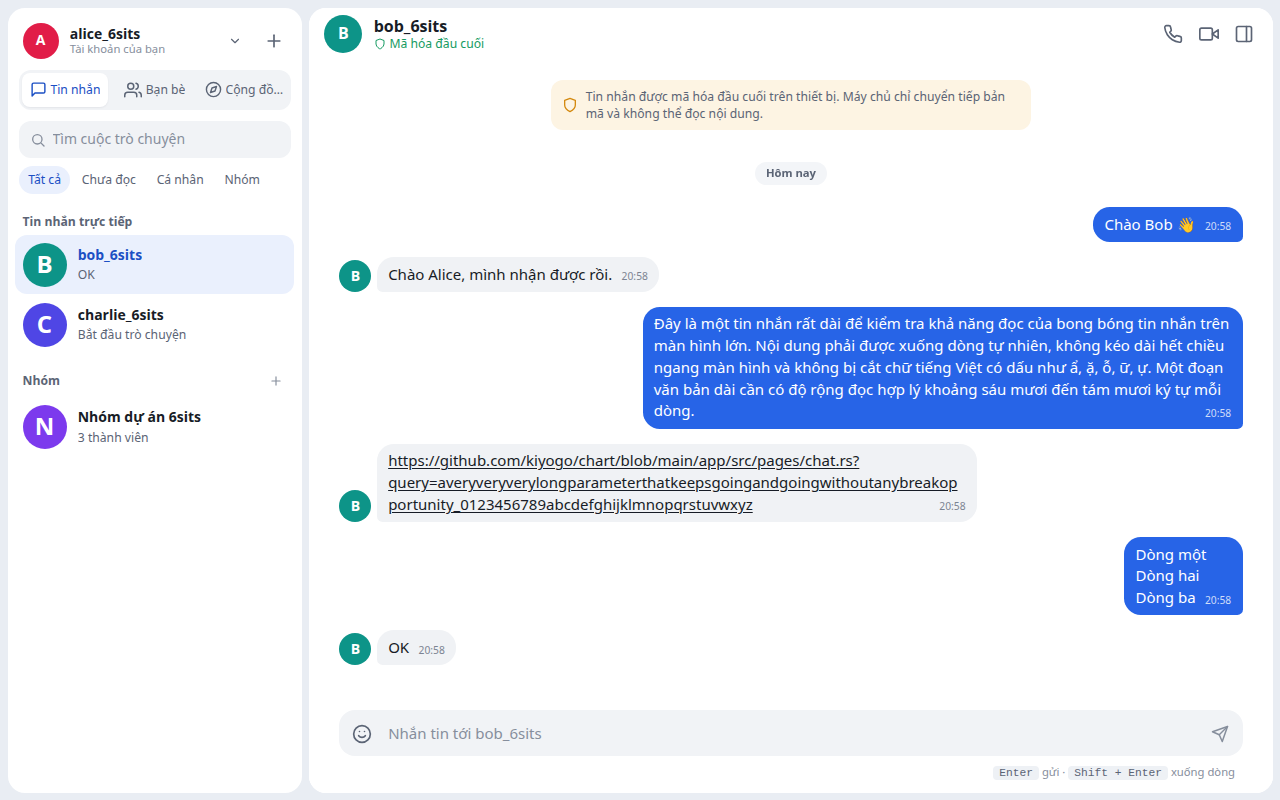 A
alice_6sits
Tài khoản của bạn
Tin nhắn
Bạn bè
Cộng đồ...
Tìm cuộc trò chuyện
Tất cả
Chưa đọc
Cá nhân
Nhóm
Tin nhắn trực tiếp
B
bob_6sits
OK
C
charlie_6sits
Bắt đầu trò chuyện
Nhóm
N
Nhóm dự án 6sits
3 thành viên
B
bob_6sits
Mã hóa đầu cuối
Tin nhắn được mã hóa đầu cuối trên thiết bị. Máy chủ chỉ chuyển tiếp bản
mã và không thể đọc nội dung.
Hôm nay
Chào Bob 👋 20:58
B
Chào Alice, mình nhận được rồi. 20:58
Đây là một tin nhắn rất dài để kiểm tra khả năng đọc của bong bóng tin nhắn trên
màn hình lớn. Nội dung phải được xuống dòng tự nhiên, không kéo dài hết chiều
ngang màn hình và không bị cắt chữ tiếng Việt có dấu như ẩ, ặ, ỗ, ữ, ự. Một đoạn
văn bản dài cần có độ rộng đọc hợp lý khoảng sáu mươi đến tám mươi ký tự mỗi
dòng. 20:58
https://github.com/kiyogo/chart/blob/main/app/src/pages/chat.rs?
query=averyveryverylongparameterthatkeepsgoingandgoingwithoutanybreakop
portunity_0123456789abcdefghijklmnopqrstuvwxyz 20:58
B
Dòng một
Dòng hai
Dòng ba 20:58
B
OK 20:58
Nhắn tin tới bob_6sits
Enter gửi · Shift + Enter xuống dòng